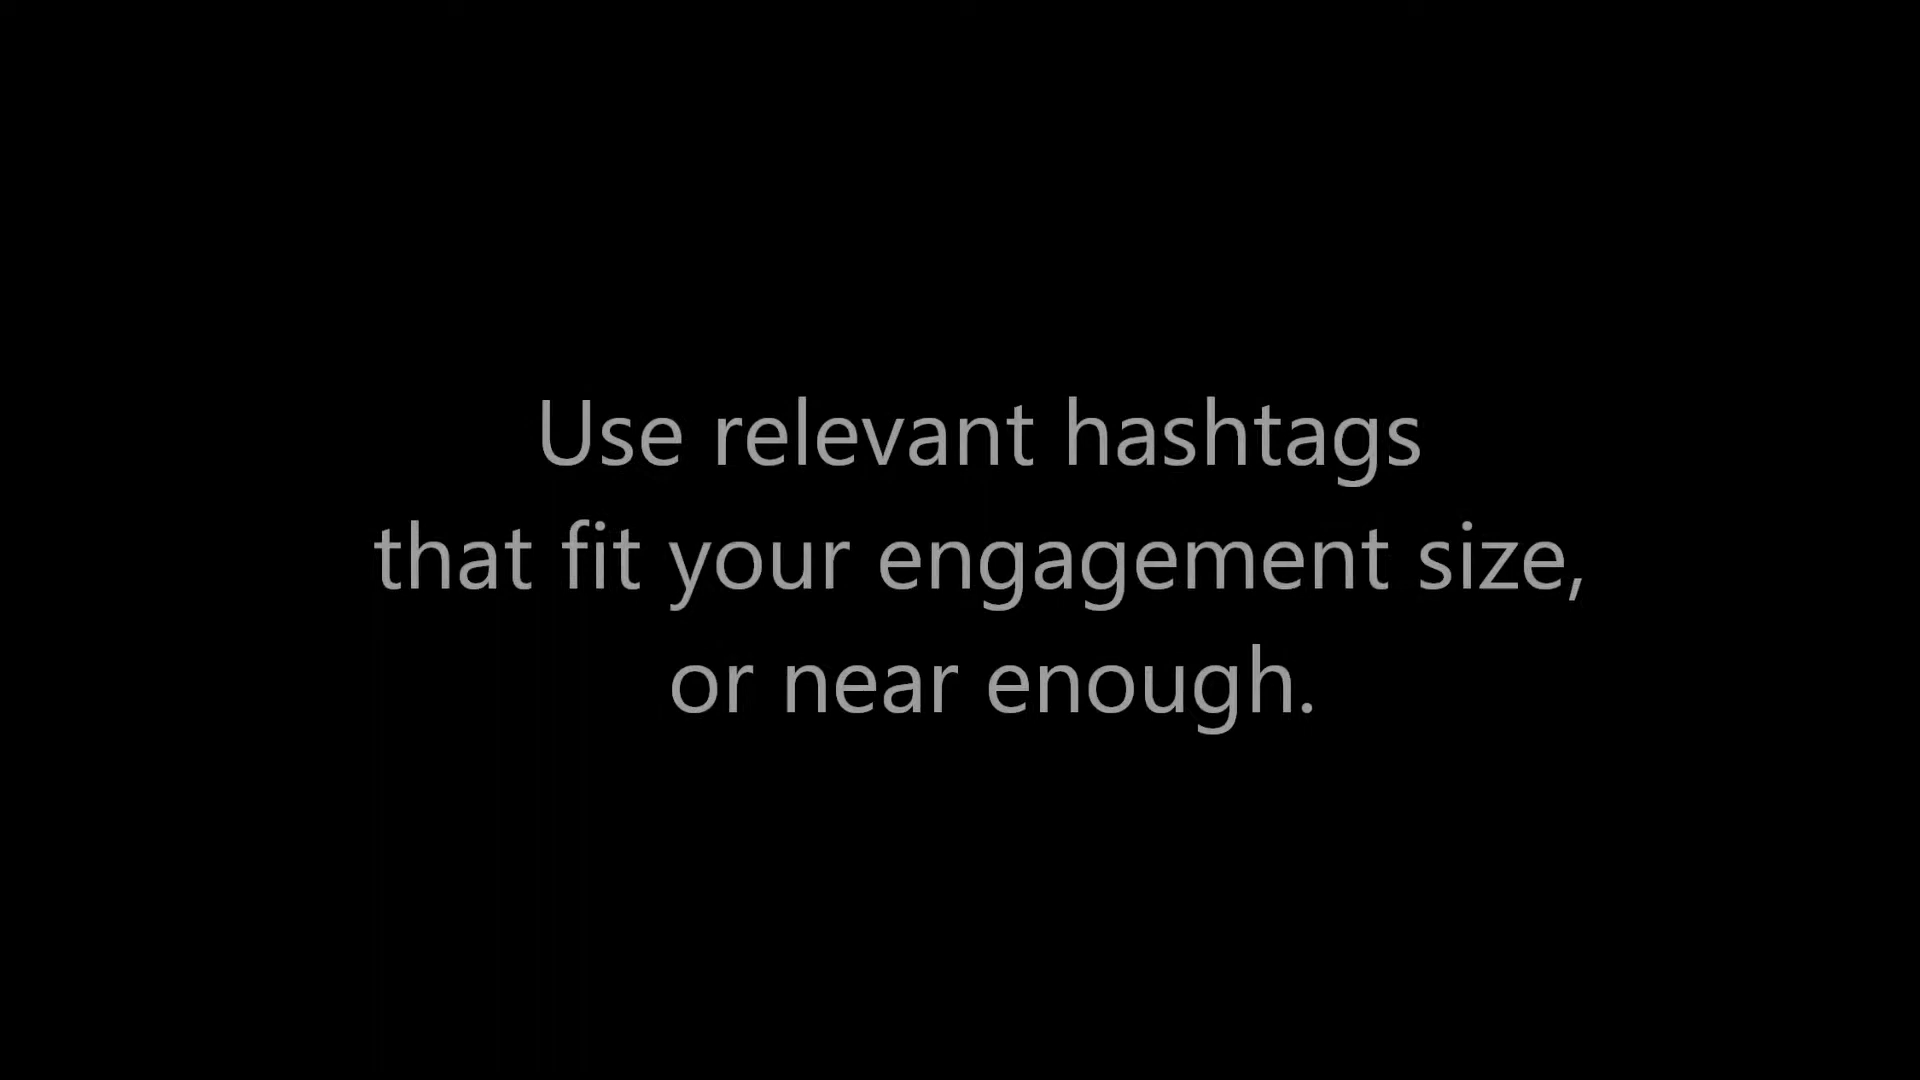 Use relevant hashtags
that fit your engagement size,
or near enough.